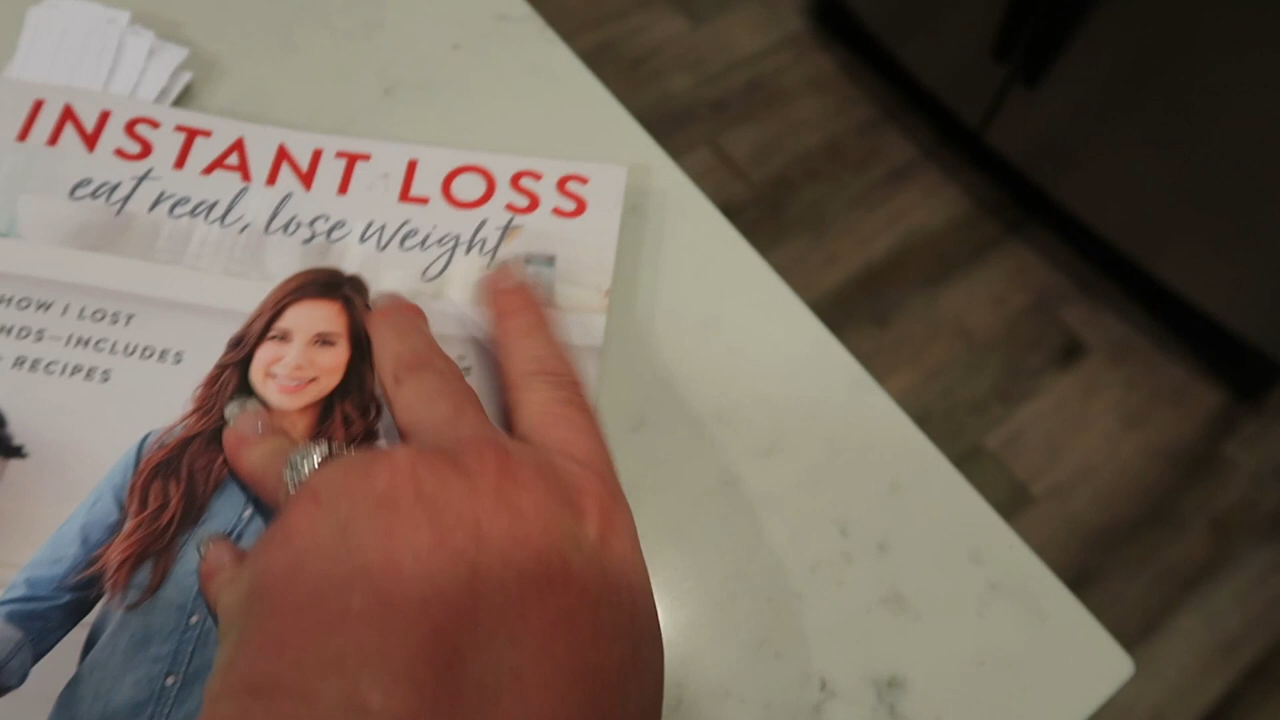 INSTANT LOSS
eat real, lose weight
HOW I LOST
NDS—INCLUDES
RECIPES